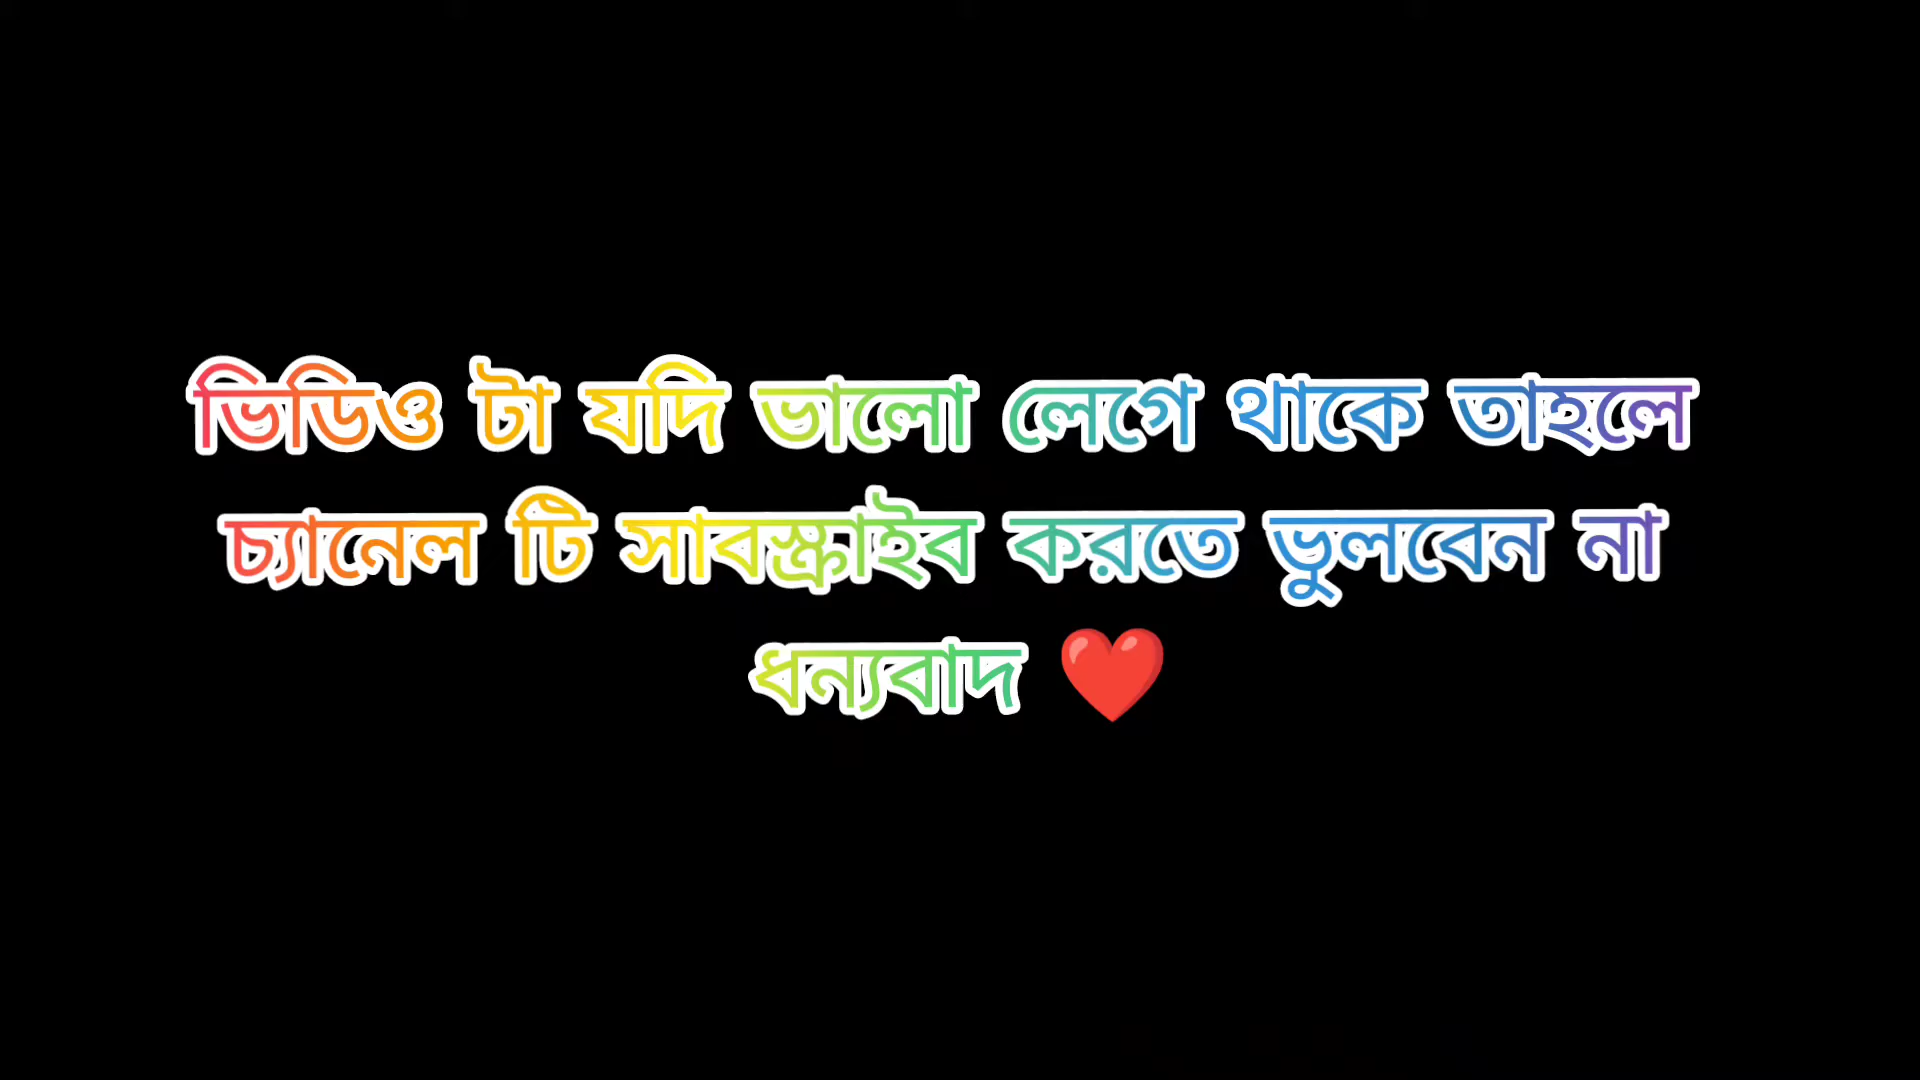 ভিডিও টা যদি ভালো লেগে থাকে তাহলে
চ্যানেল টি সাবস্ক্রাইব করতে ভুলবেন না
ধন্যবাদ ❤️